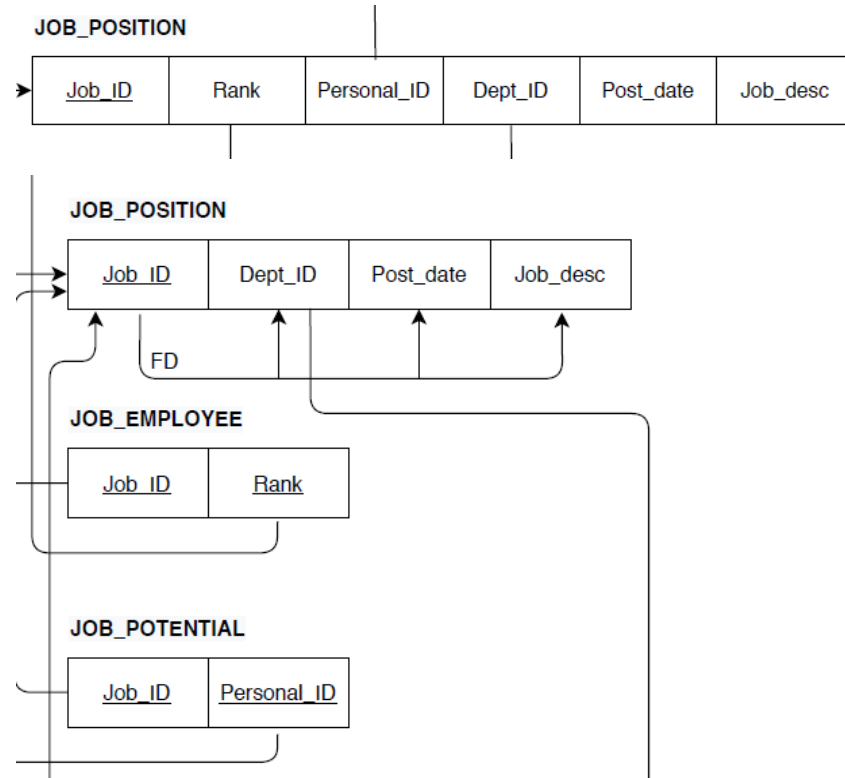 JOB_POSITION
Job_ID Rank Personal_ID Dept_ID Post_date Job_desc
JOB_POSITION
Job_ID Dept_ID Post_date Job_desc
FD
JOB_EMPLOYEE
Job_ID Rank
JOB_POTENTIAL
Job_ID Personal_ID